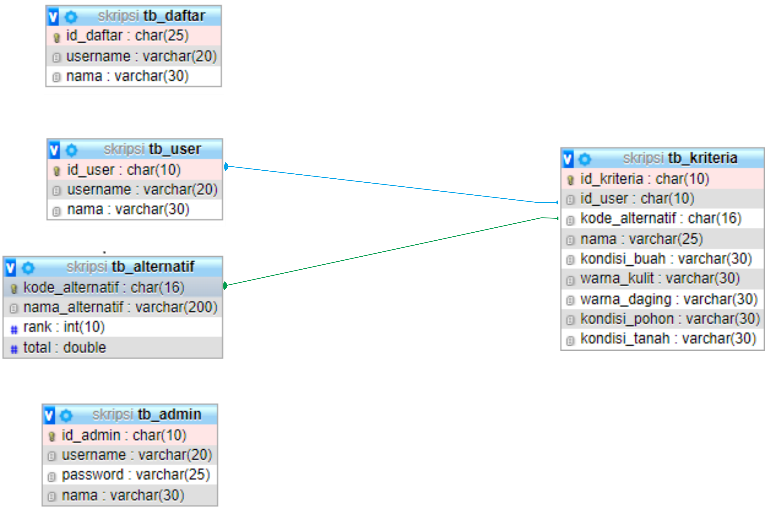 skripsi tb_daftar
id_daftar : char(25)
username : varchar(20)
nama : varchar(30)
skripsi tb_user
id_user : char(10)
username : varchar(20)
nama : varchar(30)
skripsi tb_kriteria
id_kriteria : char(10)
id_user : char(10)
kode_alternatif : char(16)
nama : varchar(25)
kondisi_buah : varchar(30)
warna_kulit : varchar(30)
warna_daging : varchar(30)
kondisi_pohon : varchar(30)
kondisi_tanah : varchar(30)
skripsi tb_alternatif
kode_alternatif : char(16)
nama_alternatif : varchar(200)
# rank : int(10)
# total : double
skripsi tb_admin
id_admin : char(10)
username : varchar(20)
password : varchar(25)
nama : varchar(30)